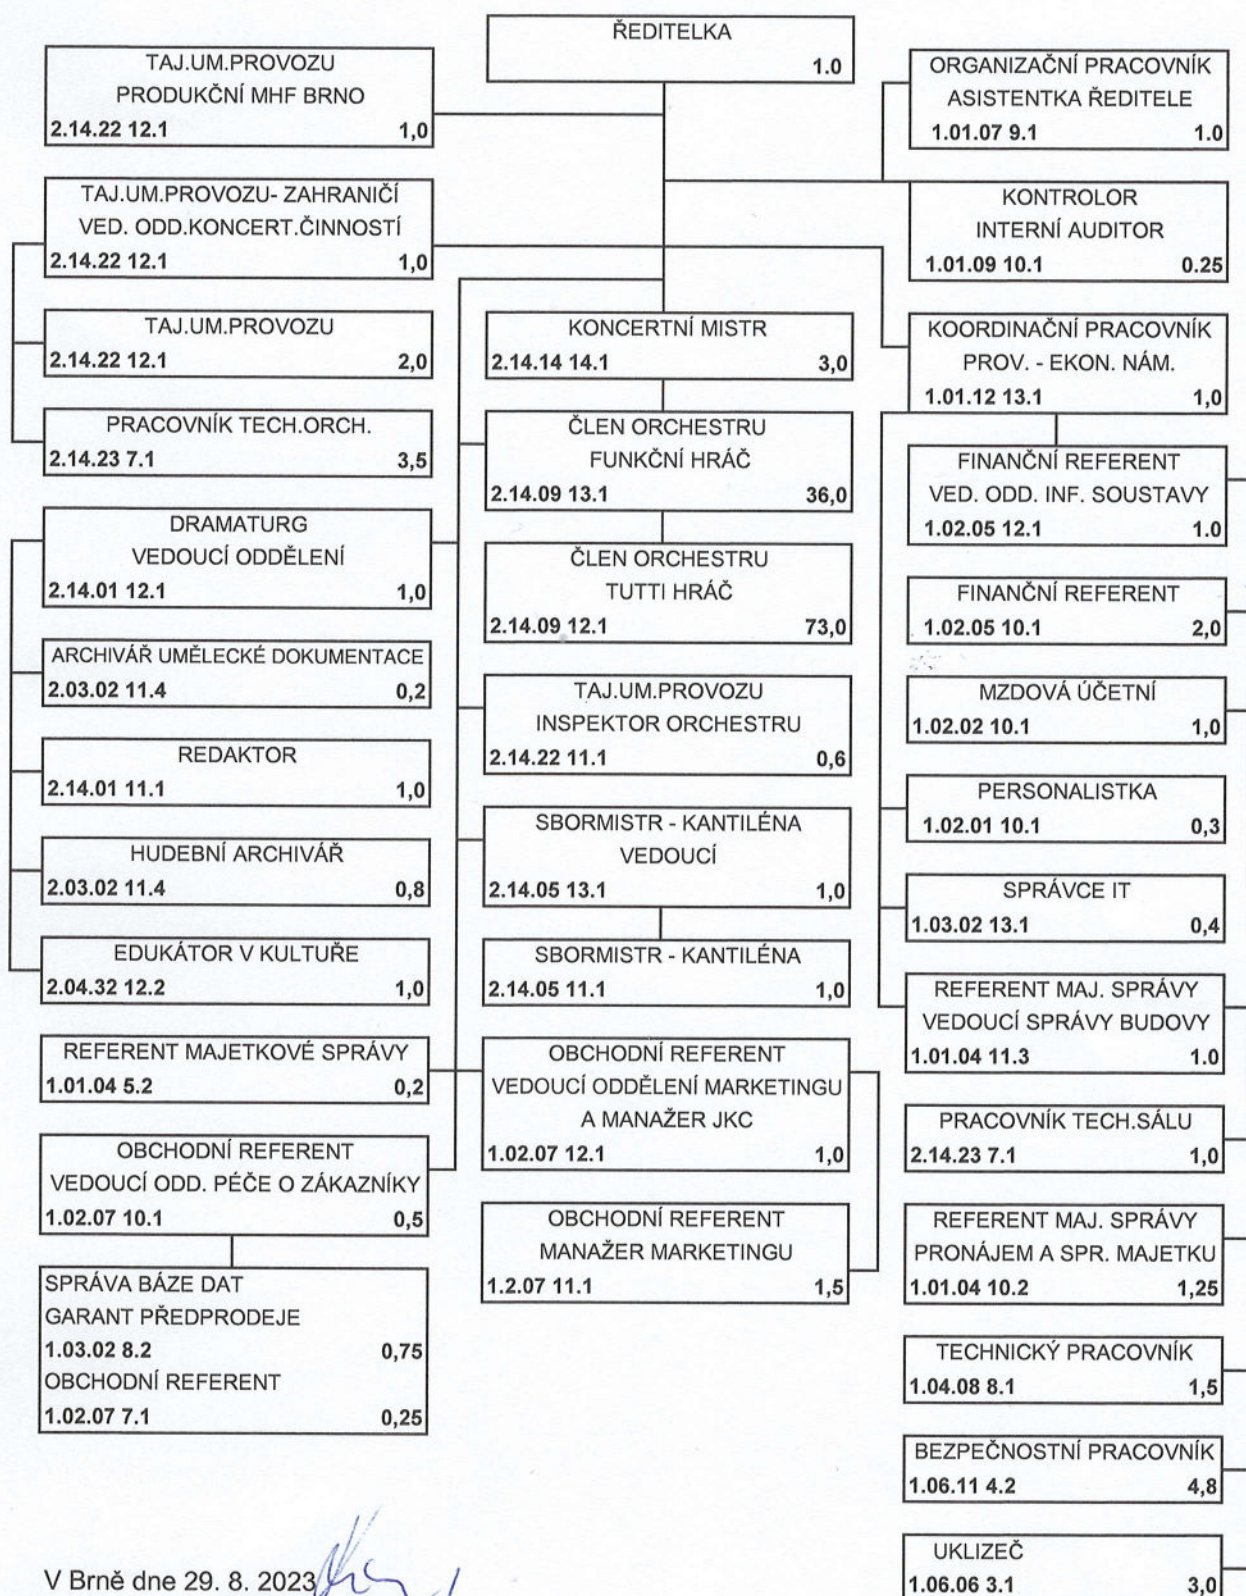 ŘEDITELKA
1.0
TAJ.UM.PROVOZU
PRODUKČNÍ MHF BRNO
2.14.22 12.1 1,0
TAJ.UM.PROVOZU- ZAHRANIČÍ
VED. ODD.KONCERT.ČINNOSTÍ
2.14.22 12.1 1,0
TAJ.UM.PROVOZU
2.14.22 12.1 2,0
PRACOVNÍK TECH.ORCH.
2.14.23 7.1 3,5
DRAMATURG
VEDOUCÍ ODDĚLENÍ
2.14.01 12.1 1,0
ARCHIVÁŘ UMĚLECKÉ DOKUMENTACE
2.03.02 11.4 0,2
REDAKTOR
2.14.01 11.1 1,0
HUDEBNÍ ARCHIVÁŘ
2.03.02 11.4 0,8
EDUKÁTOR V KULTUŘE
2.04.32 12.2 1,0
REFERENT MAJETKOVÉ SPRÁVY
1.01.04 5.2 0,2
OBCHODNÍ REFERENT
VEDOUCÍ ODD. PÉČE O ZÁKAZNÍKY
1.02.07 10.1 0,5
SPRÁVA BÁZE DAT
GARANT PŘEDPRODEJE
1.03.02 8.2 0,75
OBCHODNÍ REFERENT
1.02.07 7.1 0,25
KONCERTNÍ MISTR
2.14.14 14.1 3,0
ČLEN ORCHESTRU
FUNKČNÍ HRÁČ
2.14.09 13.1 36,0
ČLEN ORCHESTRU
TUTTI HRÁČ
2.14.09 12.1 73,0
TAJ.UM.PROVOZU
INSPEKTOR ORCHESTRU
2.14.22 11.1 0,6
SBORMISTR - KANTILÉNA
VEDOUCÍ
2.14.05 13.1 1,0
SBORMISTR - KANTILÉNA
2.14.05 11.1 1,0
OBCHODNÍ REFERENT
VEDOUCÍ ODDĚLENÍ MARKETINGU
A MANAŽER JKC
1.02.07 12.1 1,0
OBCHODNÍ REFERENT
MANAŽER MARKETINGU
1.2.07 11.1 1,5
ORGANIZAČNÍ PRACOVNÍK
ASISTENTKA ŘEDITELE
1.01.07 9.1 1.0
KONTROLOR
INTERNÍ AUDITOR
1.01.09 10.1 0.25
KOORDINAČNÍ PRACOVNÍK
PROV. - EKON. NÁM.
1.01.12 13.1 1,0
FINANČNÍ REFERENT
VED. ODD. INF. SOUSTAVY
1.02.05 12.1 1.0
FINANČNÍ REFERENT
1.02.05 10.1 2,0
MZDOVÁ ÚČETNÍ
1.02.02 10.1 1,0
PERSONALISTKA
1.02.01 10.1 0,3
SPRÁVCE IT
1.03.02 13.1 0,4
REFERENT MAJ. SPRÁVY
VEDOUCÍ SPRÁVY BUDOVY
1.01.04 11.3 1.0
PRACOVNÍK TECH.SÁLU
2.14.23 7.1 1,0
REFERENT MAJ. SPRÁVY
PRONÁJEM A SPR. MAJETKU
1.01.04 10.2 1,25
TECHNICKÝ PRACOVNÍK
1.04.08 8.1 1,5
BEZPEČNOSTNÍ PRACOVNÍK
1.06.11 4.2 4,8
UKLIZEČ
1.06.06 3.1 3,0
V Brně dne 29. 8. 2023